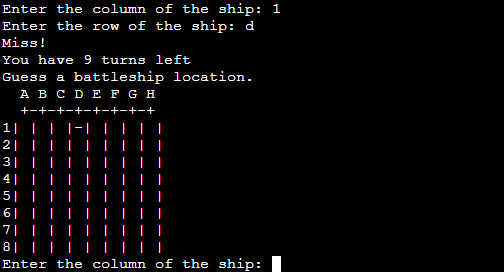 Enter the column of the ship: 1
Enter the row of the ship: d
Miss!
You have 9 turns left
Guess a battleship location.
  A B C D E F G H
  +-+-+-+-+-+-+-+
1| | | |-| | | | |
2| | | | | | | | |
3| | | | | | | | |
4| | | | | | | | |
5| | | | | | | | |
6| | | | | | | | |
7| | | | | | | | |
8| | | | | | | | |
Enter the column of the ship: